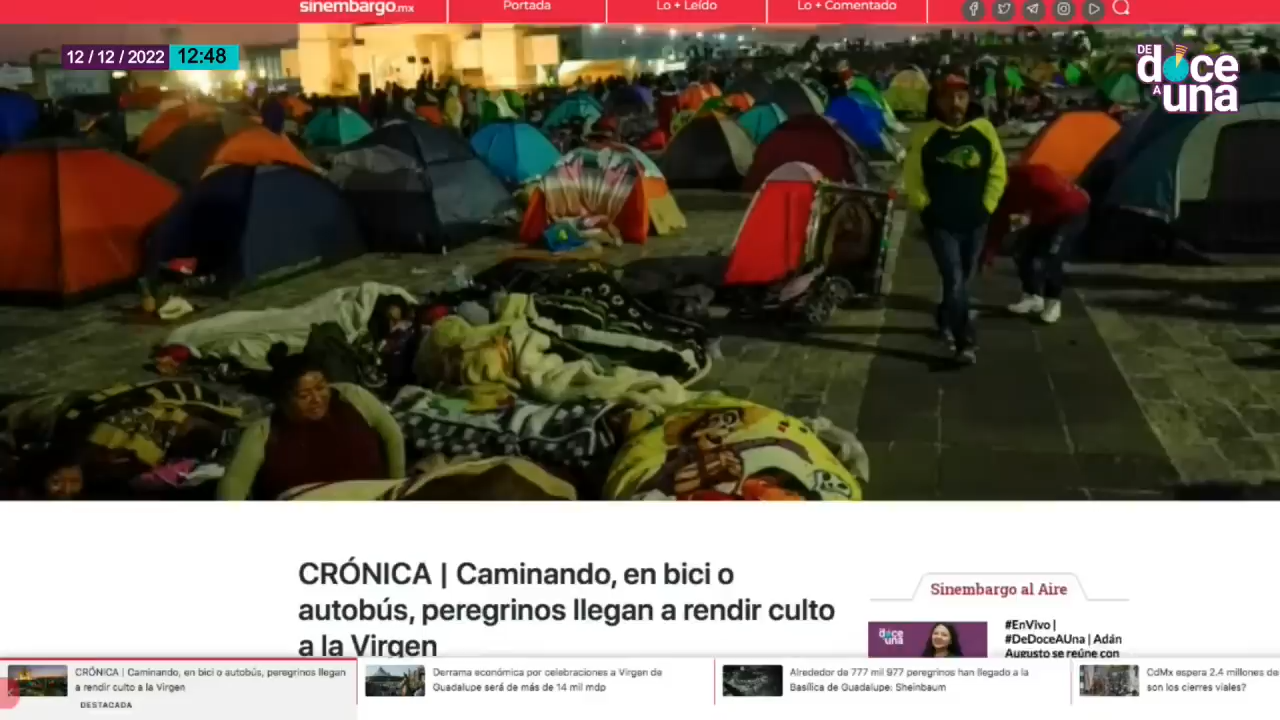 sinembargo.mx
Portada
Lo + Leído
Lo + Comentado
12 / 12 / 2022
12:48
DE
doce
A
una
CRÓNICA | Caminando, en bici o
autobús, peregrinos llegan a rendir culto
a la Virgen
Sinembargo al Aire
doce
una
#EnVivo |
#DeDoceAUna | Adán
Augusto se reúne con
CRÓNICA | Caminando, en bici o autobús, peregrinos llegan
a rendir culto a la Virgen
DESTACADA
Derrama económica por celebraciones a Virgen de
Guadalupe será de más de 14 mil mdp
Alrededor de 777 mil 977 peregrinos han llegado a la
Basílica de Guadalupe: Sheinbaum
CdMx espera 2.4 millones de
son los cierres viales?